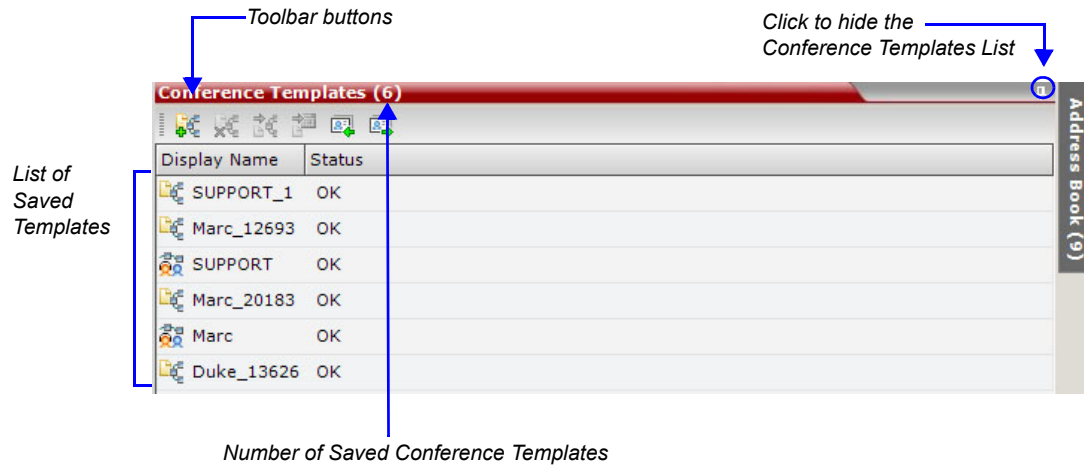 Toolbar buttons
Click to hide the
Conference Templates List
Conference Templates (6)
Address Book (9)
Display Name Status
List of
Saved
Templates
SUPPORT_1 OK
Marc_12693 OK
SUPPORT OK
Marc_20183 OK
Marc OK
Duke_13626 OK
Number of Saved Conference Templates